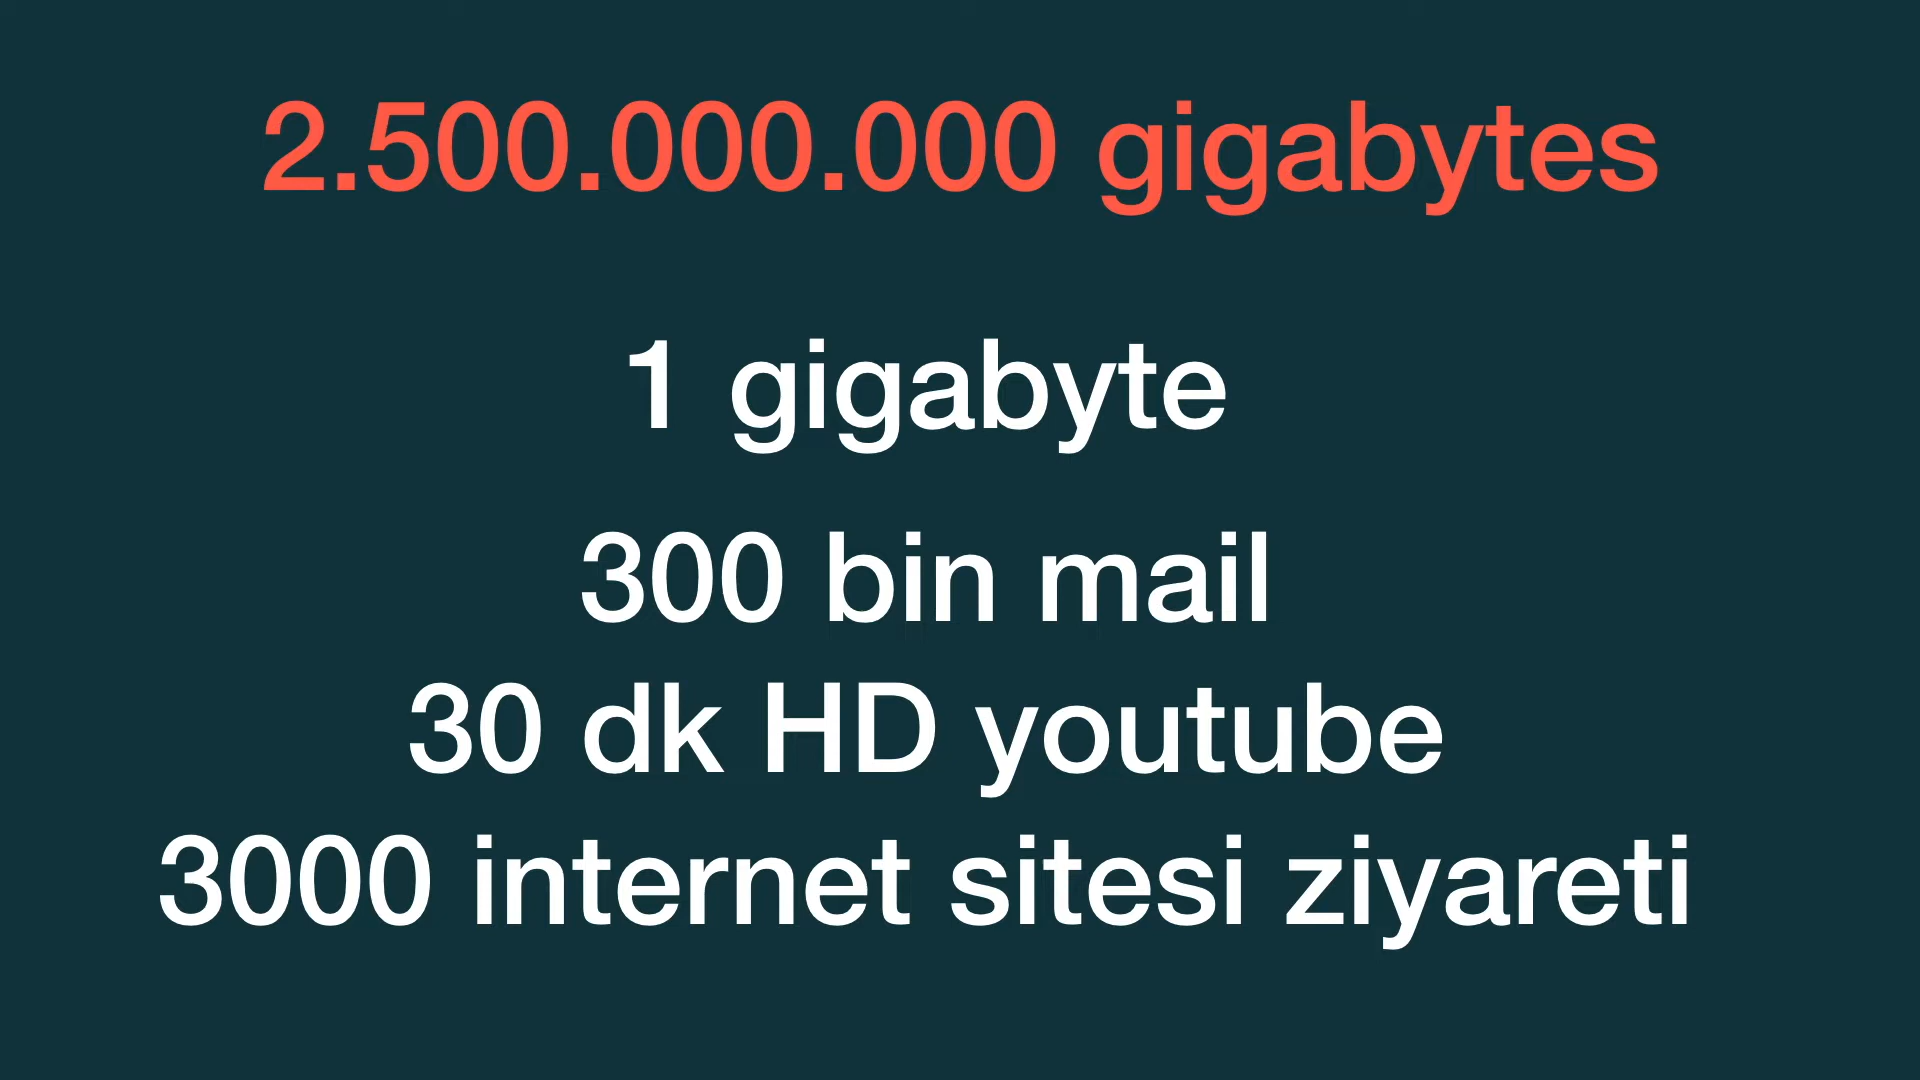 2.500.000.000 gigabytes
1 gigabyte
300 bin mail
30 dk HD youtube
3000 internet sitesi ziyareti